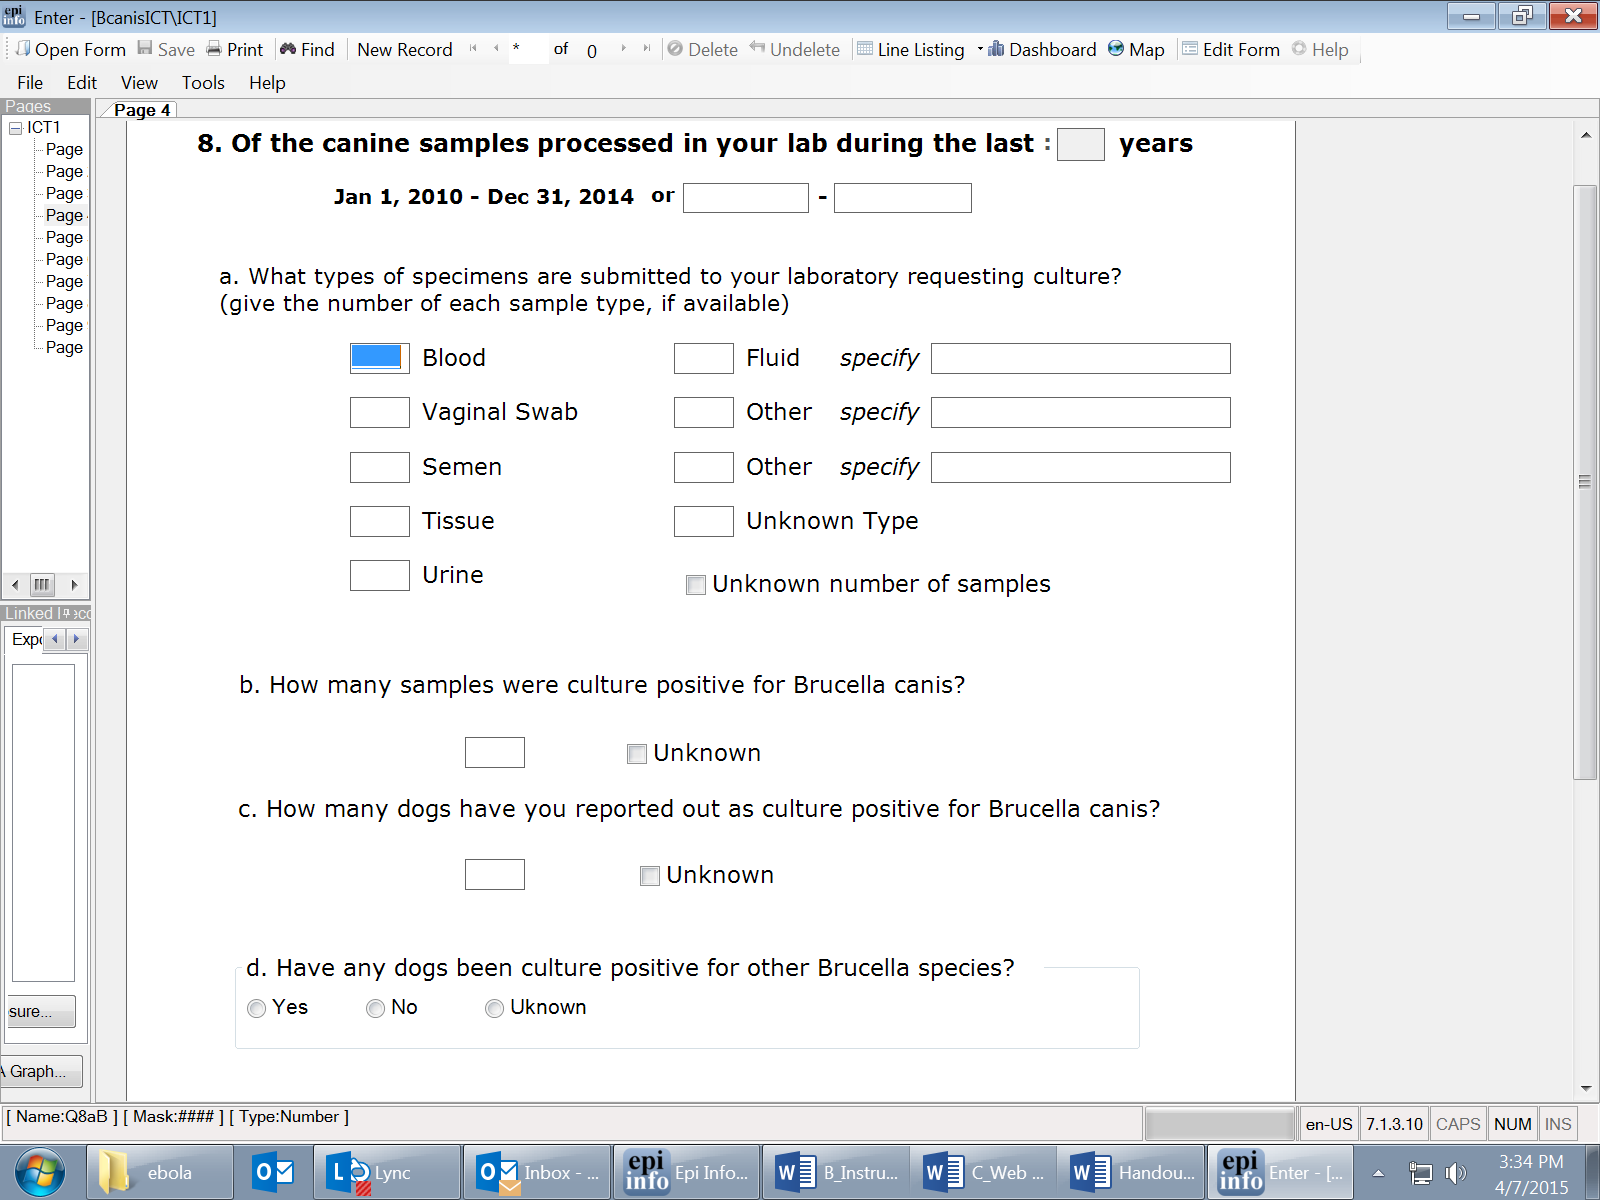 epi info Enter - [BcanisICT\ICT1]
Open Form Save Print Find New Record * of 0 Delete Undelete Line Listing Dashboard Map Edit Form Help
File Edit View Tools Help
Pages
Page 4
ICT1
Page
Page
Page
Page
Page
Page
Page
Page
Page
Page
8. Of the canine samples processed in your lab during the last : years
Jan 1, 2010 - Dec 31, 2014 or -
a. What types of specimens are submitted to your laboratory requesting culture?
(give the number of each sample type, if available)
Blood Fluid specify
Vaginal Swab Other specify
Semen Other specify
Tissue Unknown Type
Urine Unknown number of samples
Linked
Expo
b. How many samples were culture positive for Brucella canis?
Unknown
c. How many dogs have you reported out as culture positive for Brucella canis?
Unknown
d. Have any dogs been culture positive for other Brucella species?
Yes No Uknown
sure...
A Graph...
[ Name:Q8aB ] [ Mask:#### ] [ Type:Number ]
en-US 7.1.3.10 CAPS NUM INS
ebola Lync Inbox - ... epi info Epi Info... B_Instru... C_Web ... Handou... epi info Enter - [...
3:34 PM
4/7/2015